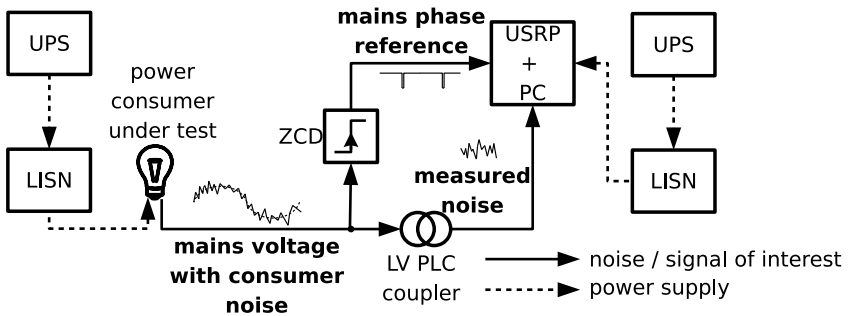 UPS
LISN
power
consumer
under test
mains voltage
with consumer
noise
ZCD
mains phase
reference
LV PLC
coupler
measured
noise
USRP
+
PC
UPS
LISN
noise / signal of interest
power supply